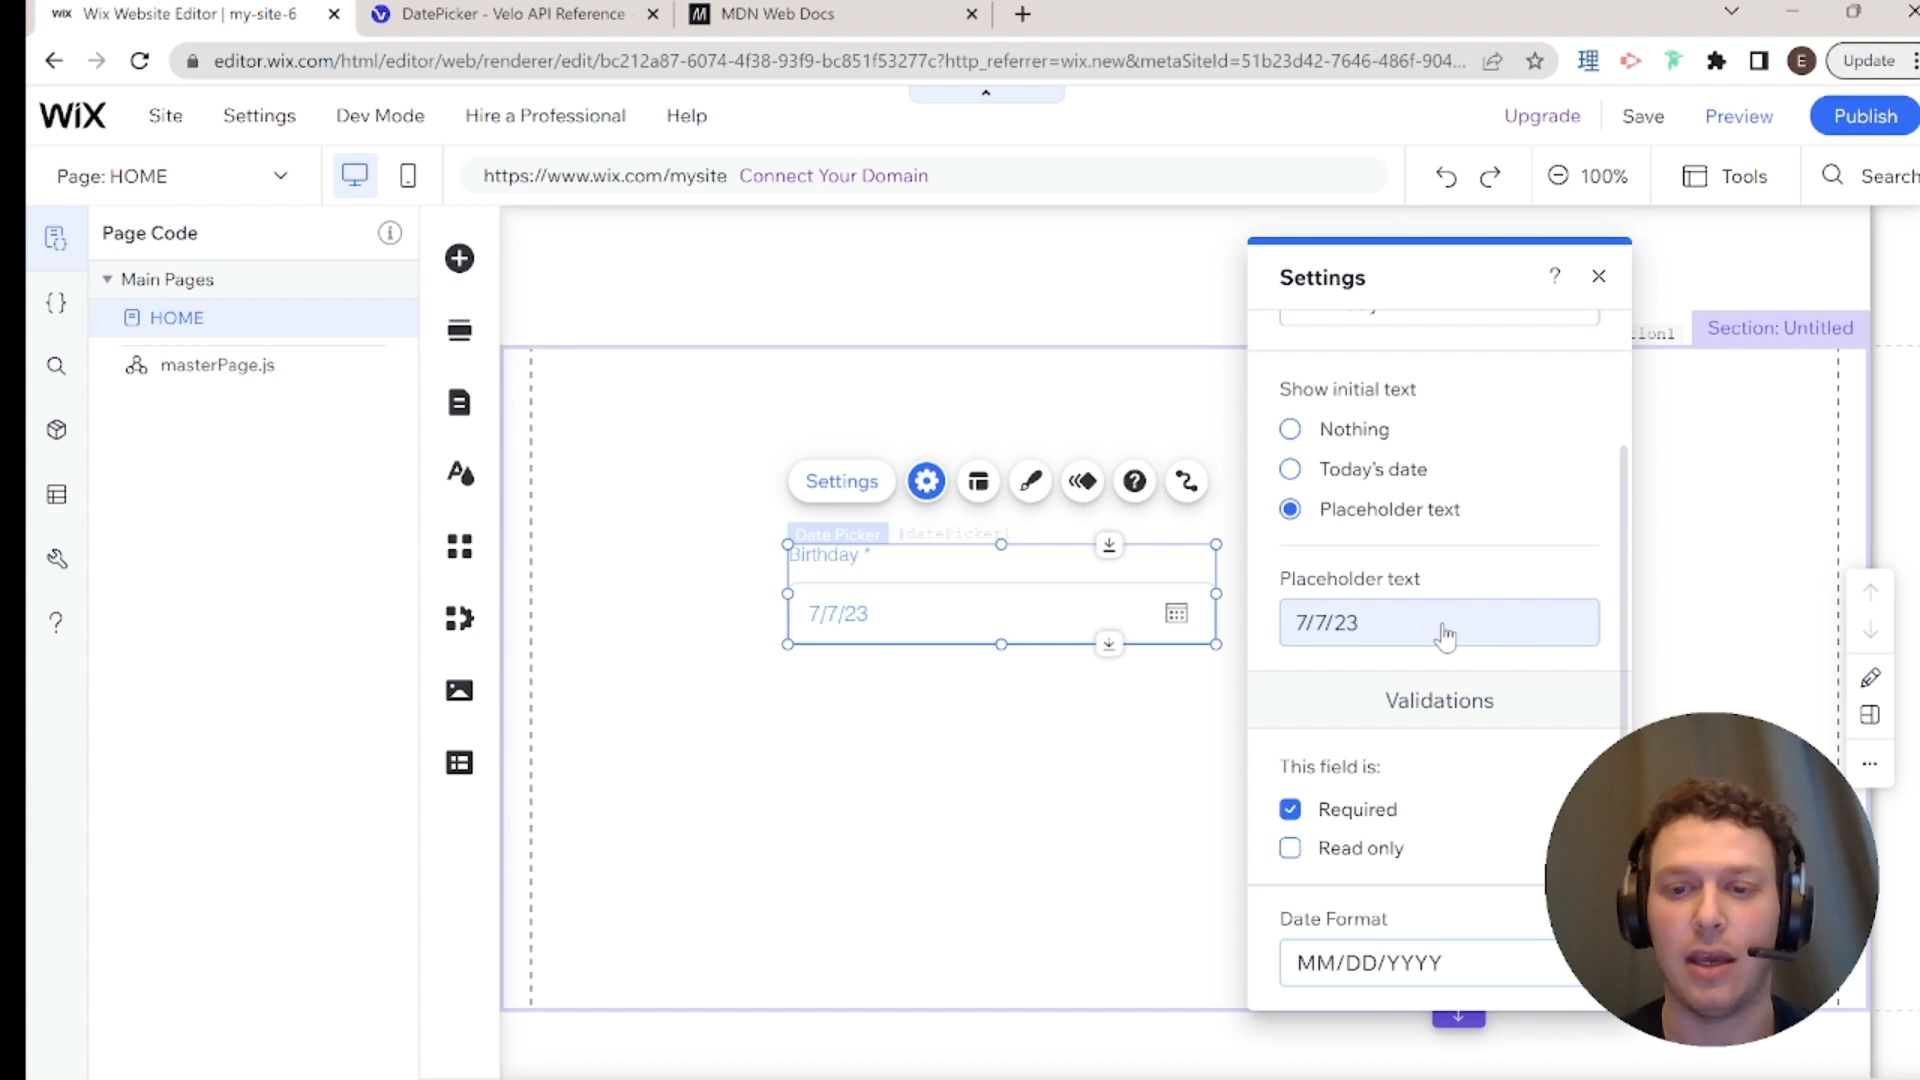 WiX Wix Website Editor | my-site-6
DatePicker - Velo API Reference -
MDN Web Docs
editor.wix.com/html/editor/web/renderer/edit/bc212a87-6074-4f38-93f9-bc851f53277c?http_referrer=wix.new&metaSiteId=51b23d42-7646-486f-904...
理
E
Update
WiX
Site
Settings
Dev Mode
Hire a Professional
Help
Upgrade
Save
Preview
Publish
Page: HOME
https://www.wix.com/mysite Connect Your Domain
100%
Tools
Search
Page Code
Main Pages
HOME
masterPage.js
Section: Untitled
Settings
Date Picker #datePicker1
Birthday *
7/7/23
Settings
?
Show initial text
Nothing
Today's date
Placeholder text
Placeholder text
7/7/23
Validations
This field is:
Required
Read only
Date Format
MM/DD/YYYY